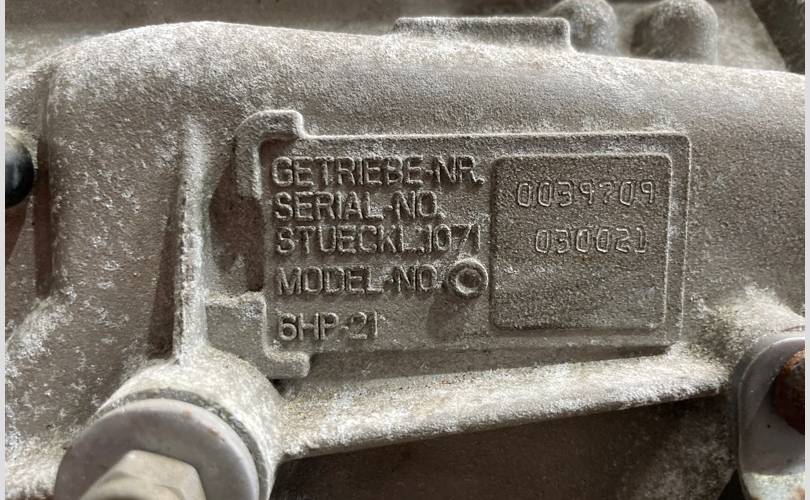 GETRIEBE-NR.
SERIAL-NO. 0039709
STUECKL.1071 030021
MODEL-NO.
6HP-21